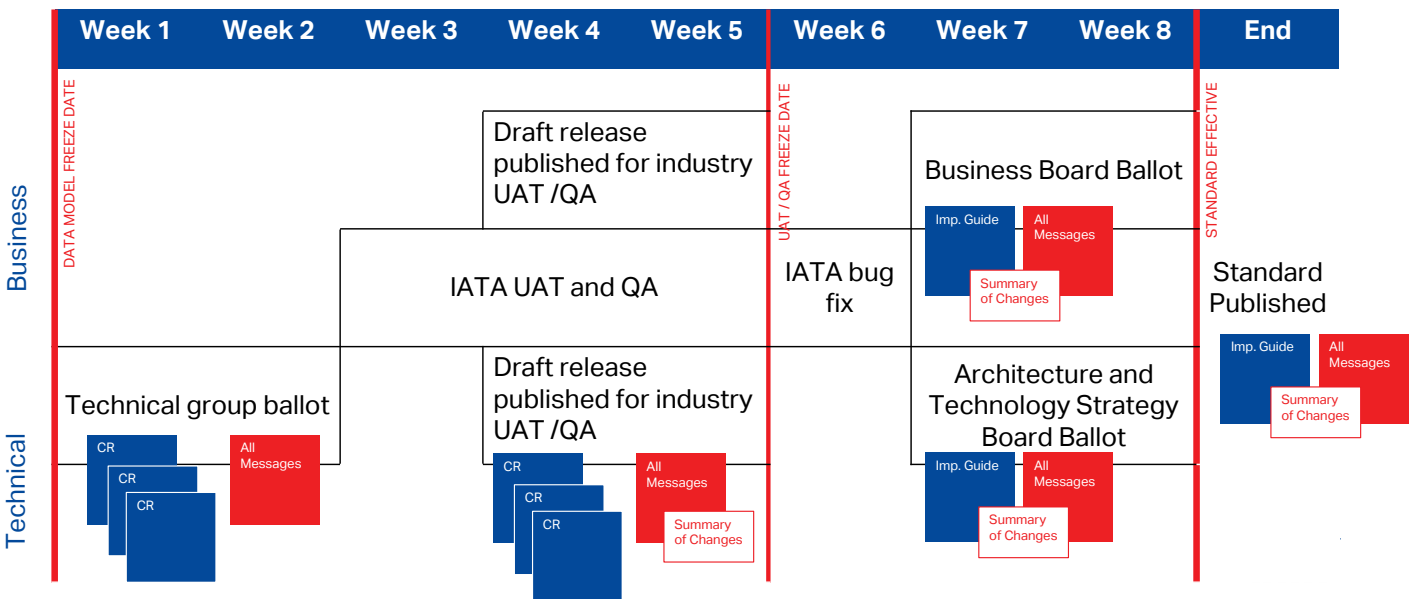 Week 1 Week 2 Week 3 Week 4 Week 5 Week 6 Week 7 Week 8 End
DATA MODEL FREEZE DATE
UAT / QA FREEZE DATE
STANDARD EFFECTIVE
Business
Draft release
published for industry
UAT /QA
Business Board Ballot
Imp. Guide
All
Messages
Summary
of Changes
IATA UAT and QA
IATA bug
fix
Standard
Published
Imp. Guide
All
Messages
Summary
of Changes
Technical
Technical group ballot
CR
CR
CR
All
Messages
Draft release
published for industry
UAT /QA
CR
CR
CR
All
Messages
Summary
of Changes
Architecture and
Technology Strategy
Board Ballot
Imp. Guide
All
Messages
Summary
of Changes